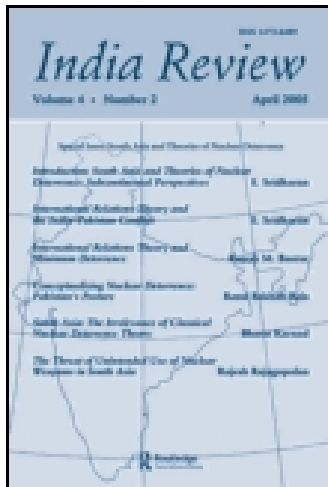 India Review
Volume 4 • Number 2 April 2005
Special Issue: South Asia and Theories of Nuclear Deterrence
Introduction: South Asia and Theories of Nuclear
Deterrence: Subcontinental Perspectives E. Sridharan
International Relations Theory and
the India-Pakistan Conflict E. Sridharan
International Relations Theory and
Minimum Deterrence Rajesh M. Basrur
Conceptualizing Nuclear Deterrence:
Pakistan's Posture Rasul Bakhsh Rais
South Asia: The Irrelevance of Classical
Nuclear Deterrence Theory Bharat Karnad
The Threat of Unintended Use of Nuclear
Weapons in South Asia Rajesh Rajagopalan
Routledge